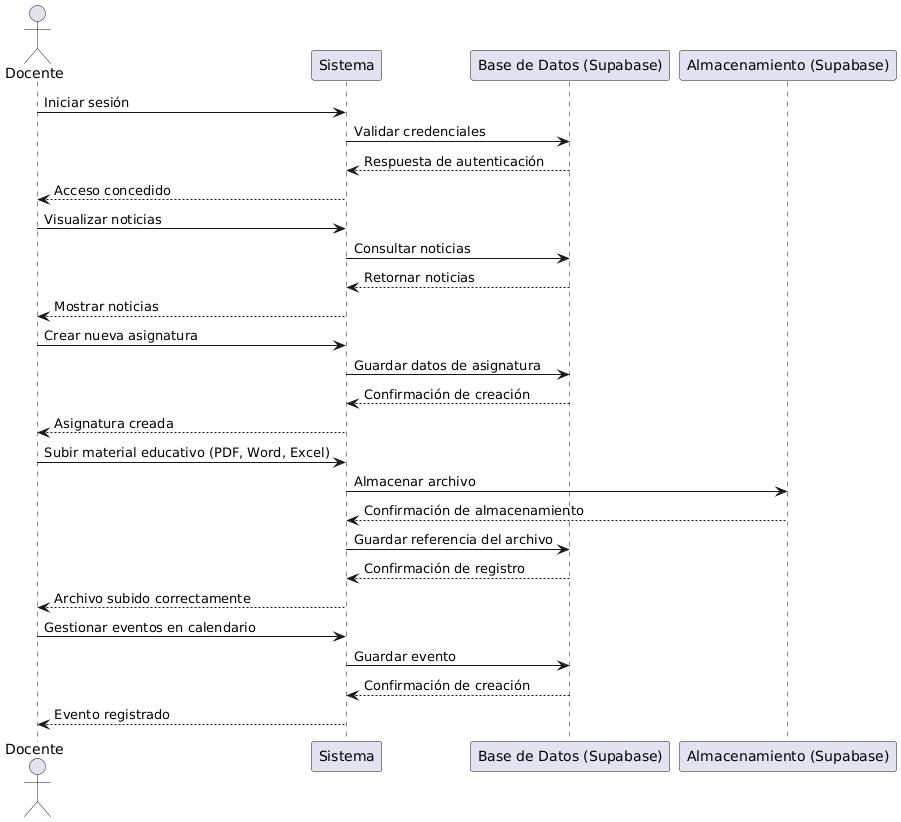 Docente
Sistema
Base de Datos (Supabase)
Almacenamiento (Supabase)
Iniciar sesión
Validar credenciales
Respuesta de autenticación
Acceso concedido
Visualizar noticias
Consultar noticias
Retornar noticias
Mostrar noticias
Crear nueva asignatura
Guardar datos de asignatura
Confirmación de creación
Asignatura creada
Subir material educativo (PDF, Word, Excel)
Almacenar archivo
Confirmación de almacenamiento
Guardar referencia del archivo
Confirmación de registro
Archivo subido correctamente
Gestionar eventos en calendario
Guardar evento
Confirmación de creación
Evento registrado
Docente
Sistema
Base de Datos (Supabase)
Almacenamiento (Supabase)